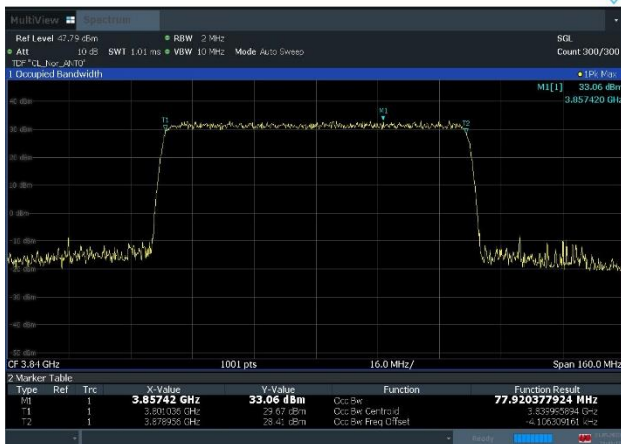 MultiView Spectrum
Ref Level 47.79 dBm RBW 2 MHz SGL
Att 10 dB SWT 1.01 ms VBW 10 MHz Mode Auto Sweep Count 300/300
TDF "CL_Nor_ANT0"
1 Occupied Bandwidth 1Pk Max
M1[1] 33.06 dBm
3.857420 GHz
40 dBm
M1
T1 T2
30 dBm
20 dBm
10 dBm
0 dBm
-10 dBm
-20 dBm
-30 dBm
-40 dBm
-50 dBm
CF 3.84 GHz 1001 pts 16.0 MHz/ Span 160.0 MHz
2 Marker Table
Type Ref Trc X-Value Y-Value Function Function Result
M1 1 3.85742 GHz 33.06 dBm Occ Bw 77.920377924 MHz
T1 1 3.801036 GHz 29.67 dBm Occ Bw Centroid 3.839995894 GHz
T2 1 3.878956 GHz 28.41 dBm Occ Bw Freq Offset -4.106309161 kHz
Ready